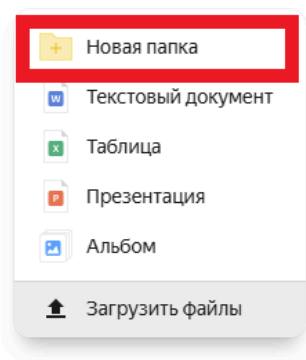 Новая папка
W Текстовый документ
X Таблица
P Презентация
Альбом
Загрузить файлы